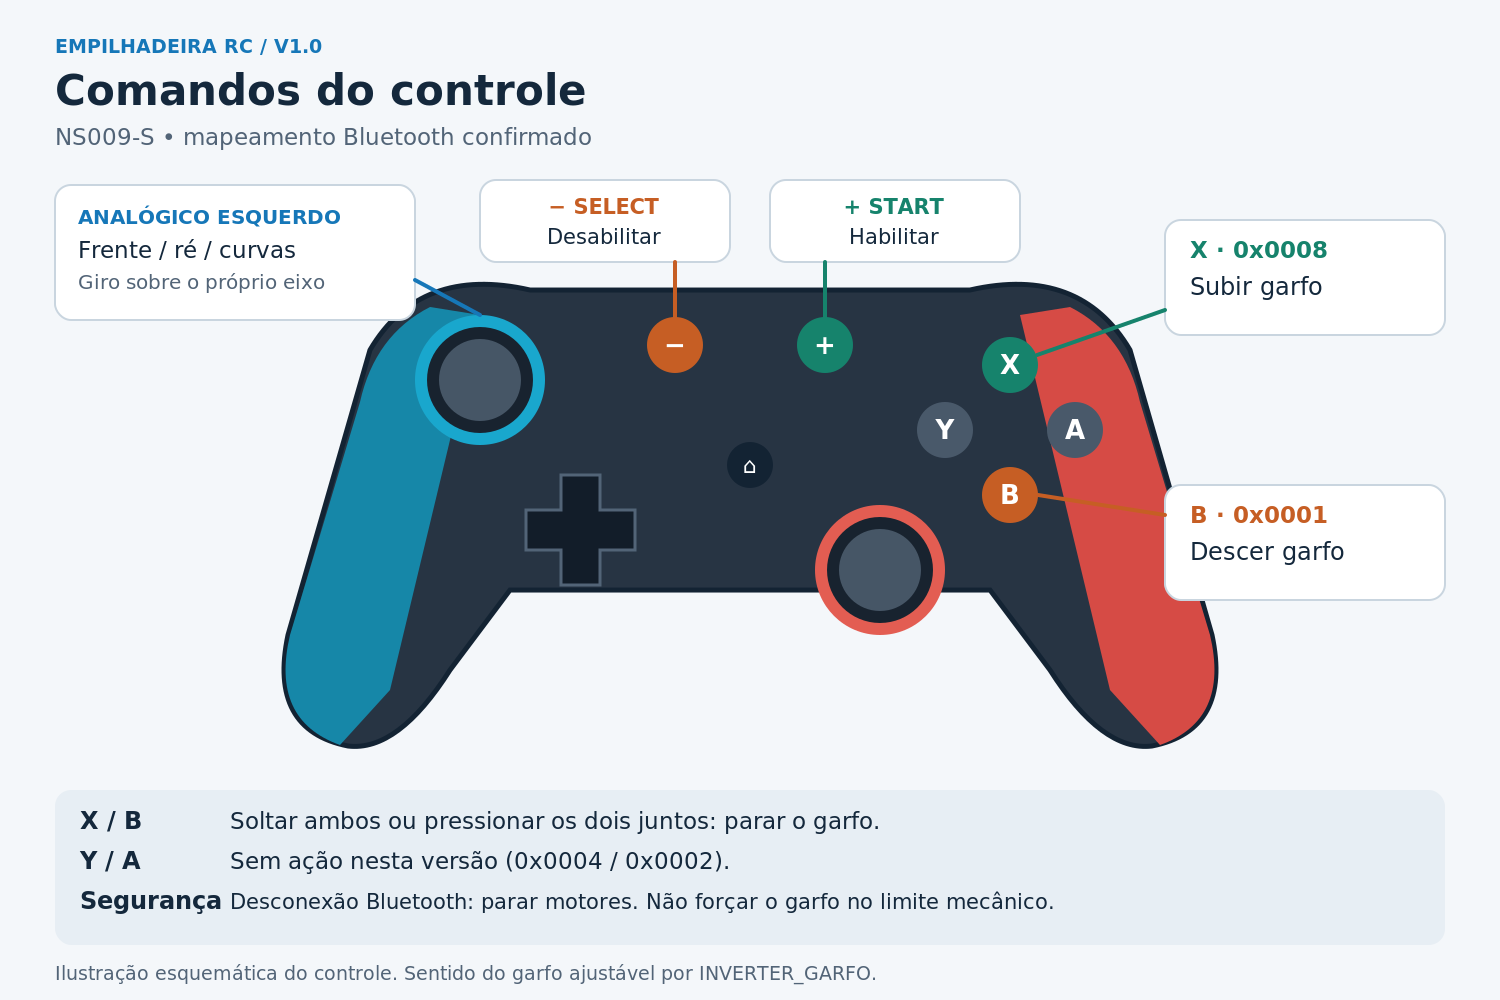 EMPILHADEIRA RC / V1.0
Comandos do controle
NS009-S • mapeamento Bluetooth confirmado
ANALÓGICO ESQUERDO
Frente / ré / curvas
Giro sobre o próprio eixo
− SELECT
Desabilitar
+ START
Habilitar
X · 0x0008
Subir garfo
− +
X
Y A
⌂
B
B · 0x0001
Descer garfo
X / B Soltar ambos ou pressionar os dois juntos: parar o garfo.
Y / A Sem ação nesta versão (0x0004 / 0x0002).
Segurança Desconexão Bluetooth: parar motores. Não forçar o garfo no limite mecânico.
Ilustração esquemática do controle. Sentido do garfo ajustável por INVERTER_GARFO.